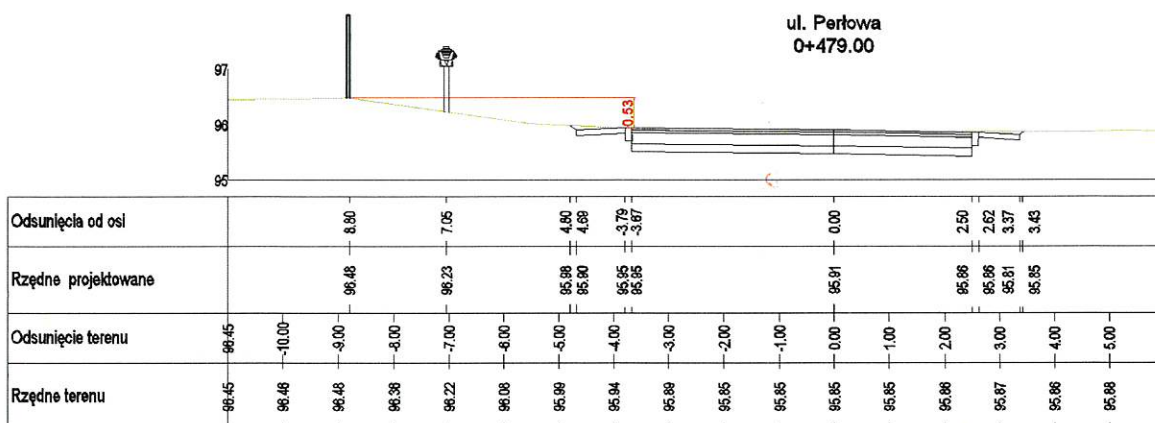 ul. Perłowa
0+479.00
97
96
95
0.53
Odsunięcia od osi 8.80 7.05 4.80 4.69 -3.79 -3.67 0.00 2.50 2.62 3.37 3.43
Rzędne projektowane 96.48 96.23 95.98 95.90 95.95 95.95 95.91 95.86 95.86 95.81 95.85
Odsunięcie terenu 96.45 -10.00 -9.00 -8.00 -7.00 -6.00 -5.00 -4.00 -3.00 -2.00 -1.00 0.00 1.00 2.00 3.00 4.00 5.00
Rzędne terenu 96.45 96.46 96.48 96.36 96.22 96.08 95.99 95.94 95.89 95.85 95.85 95.85 95.85 95.86 95.87 95.86 95.88